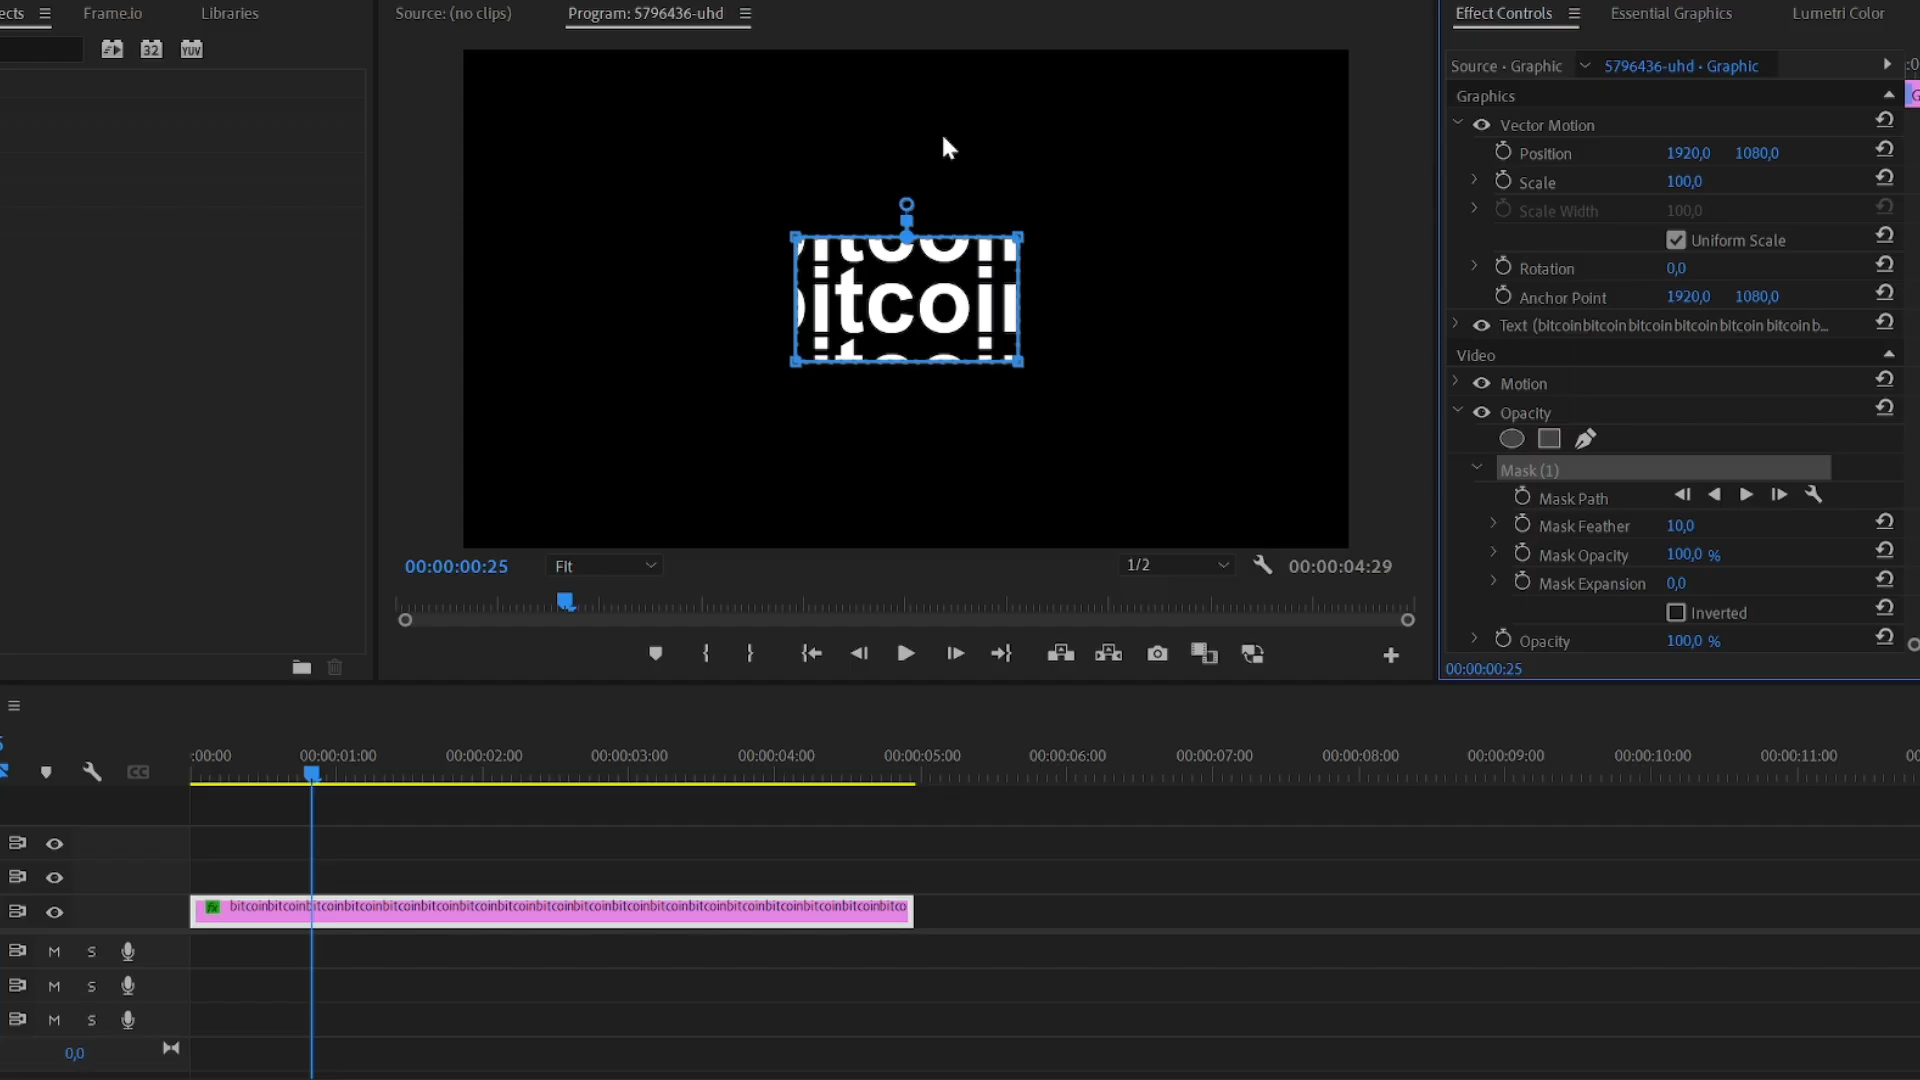 ects
Frame.io
Libraries
32
YUV
Source: (no clips)
Program: 5796436-uhd
Effect Controls
Essential Graphics
Lumetri Color
Source • Graphic
5796436-uhd • Graphic
:0
Graphics
G
Vector Motion
Position 1920,0 1080,0
Scale 100,0
Scale Width 100,0
Uniform Scale
Rotation 0,0
Anchor Point 1920,0 1080,0
Text (bitcoinbitcoinbitcoinbitcoinbitcoinb...
Video
Motion
Opacity
Mask (1)
Mask Path
Mask Feather 10,0
Mask Opacity 100,0 %
Mask Expansion 0,0
Inverted
Opacity 100,0 %
00:00:00:25
bitcoin
bitcoin
bitcoin
00:00:00:25
Fit
1/2
00:00:04:29
:00:00
00:00:01:00
00:00:02:00
00:00:03:00
00:00:04:00
00:00:05:00
00:00:06:00
00:00:07:00
00:00:08:00
00:00:09:00
00:00:10:00
00:00:11:00
00
CC
fx bitcoinbitcoinbitcoinbitcoinbitcoinbitcoinbitcoinbitcoinbitcoinbitcoinbitcoinbitcoinbitcoinbitcoinbitcoinbitcoinbitcoinbitco
M S
M S
M S
0,0